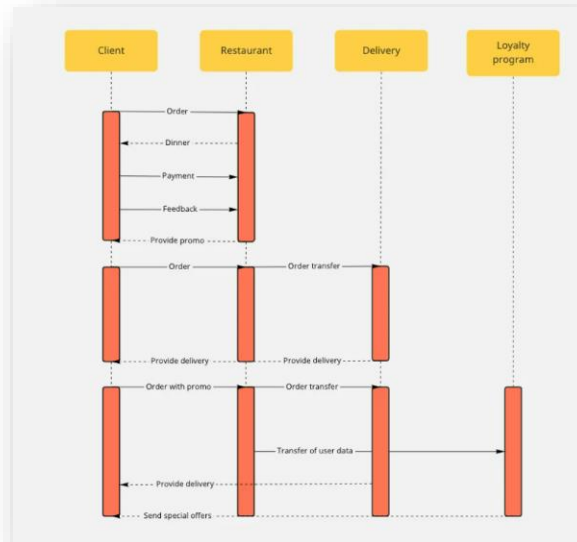 Client
Restaurant
Delivery
Loyalty
program
Order
Dinner
Payment
Feedback
Provide promo
Order
Order transfer
Provide delivery
Provide delivery
Order with promo
Order transfer
Transfer of user data
Provide delivery
Send special offers